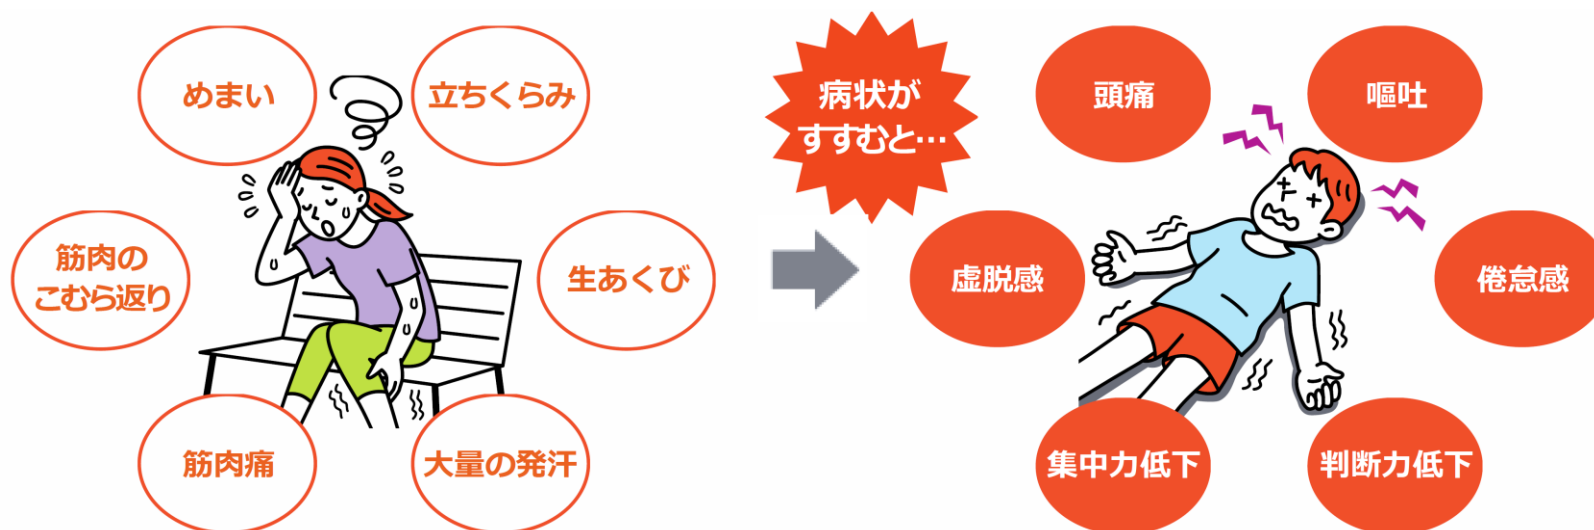 めまい
立ちくらみ
筋肉の
こむら返り
生あくび
筋肉痛
大量の発汗
病状が
すすむと…
頭痛
嘔吐
虚脱感
倦怠感
集中力低下
判断力低下